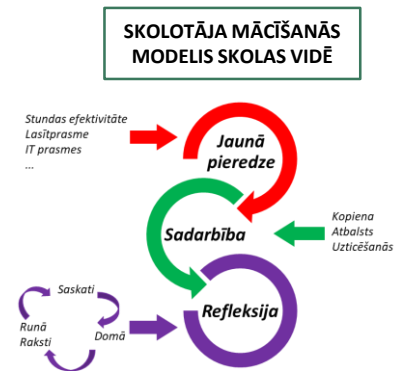 SKOLOTĀJA MĀCĪŠANĀS
MODELIS SKOLAS VIDĒ
Stundas efektivitāte
Lasītprasme
IT prasmes
...
Jaunā
pieredze
Sadarbība
Kopiena
Atbalsts
Uzticēšanās
Refleksija
Saskati
Domā
Runā
Raksti